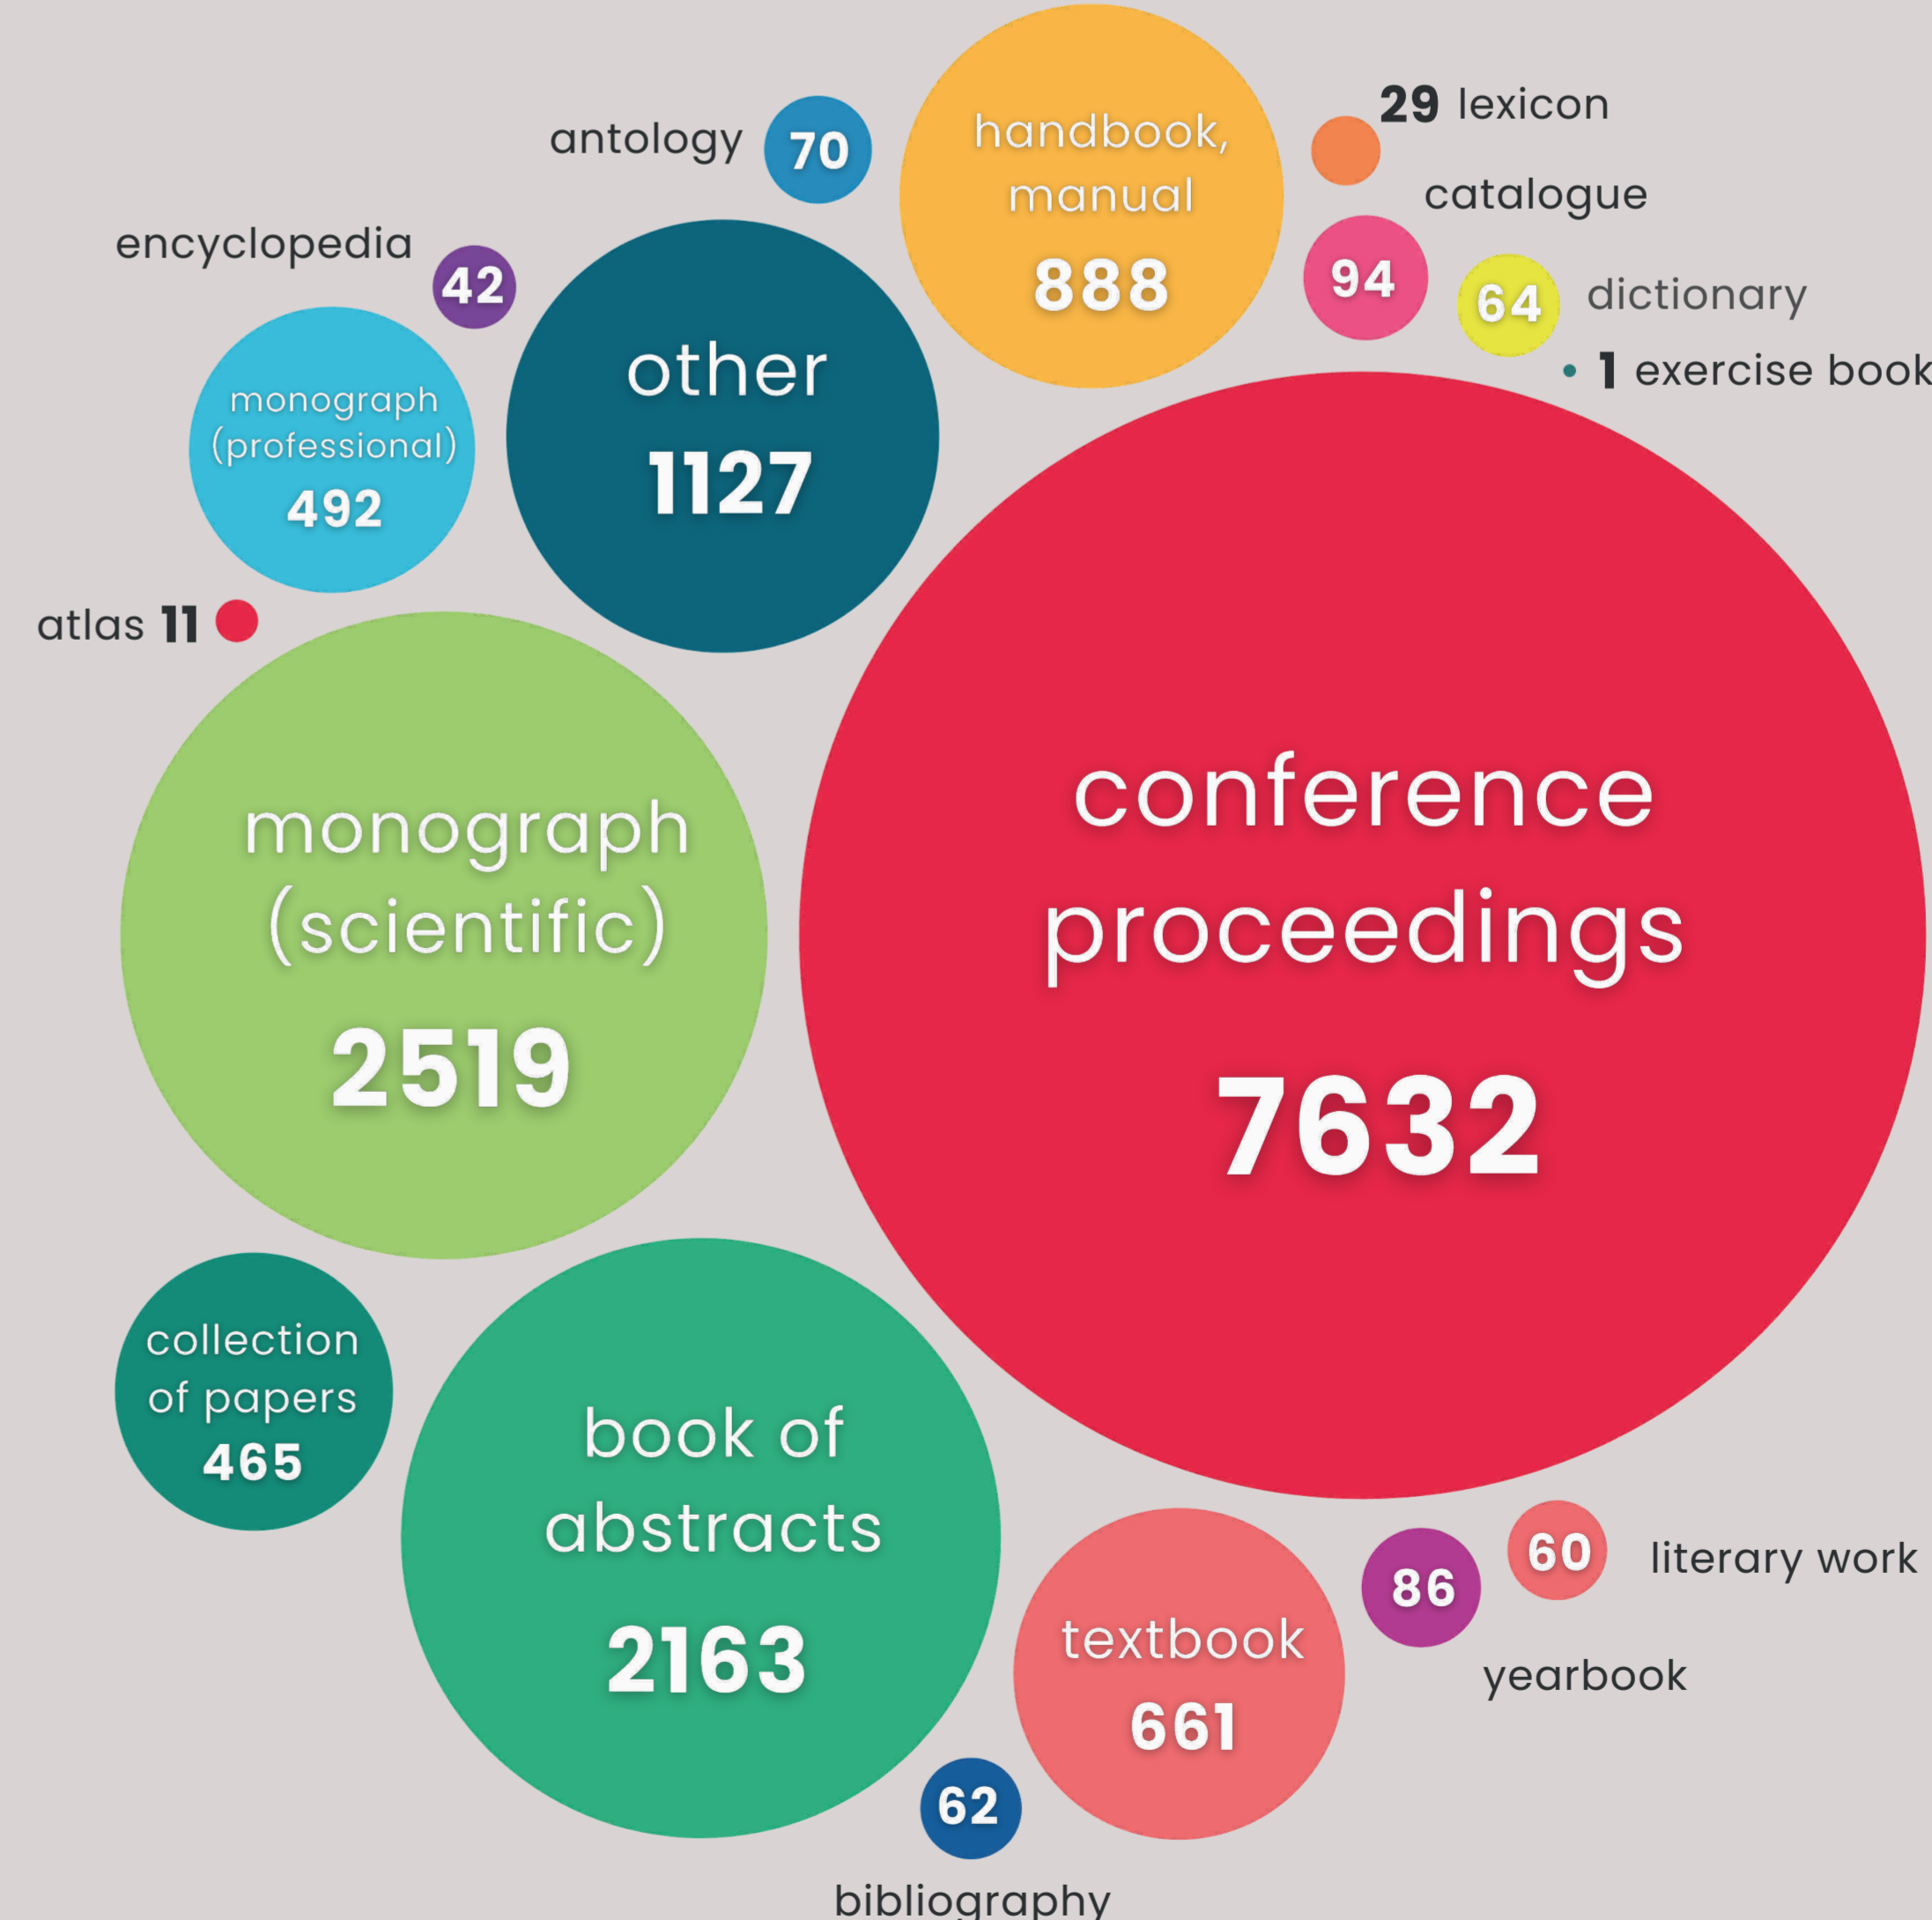 antology
70
handbook,
manual
888
29 lexicon
catalogue
94
64
dictionary
1 exercise book
encyclopedia
42
other
1127
monograph
(professional)
492
atlas 11
monograph
(scientific)
2519
conference
proceedings
7632
collection
of papers
465
book of
abstracts
2163
textbook
661
86
yearbook
60
literary work
62
bibliography